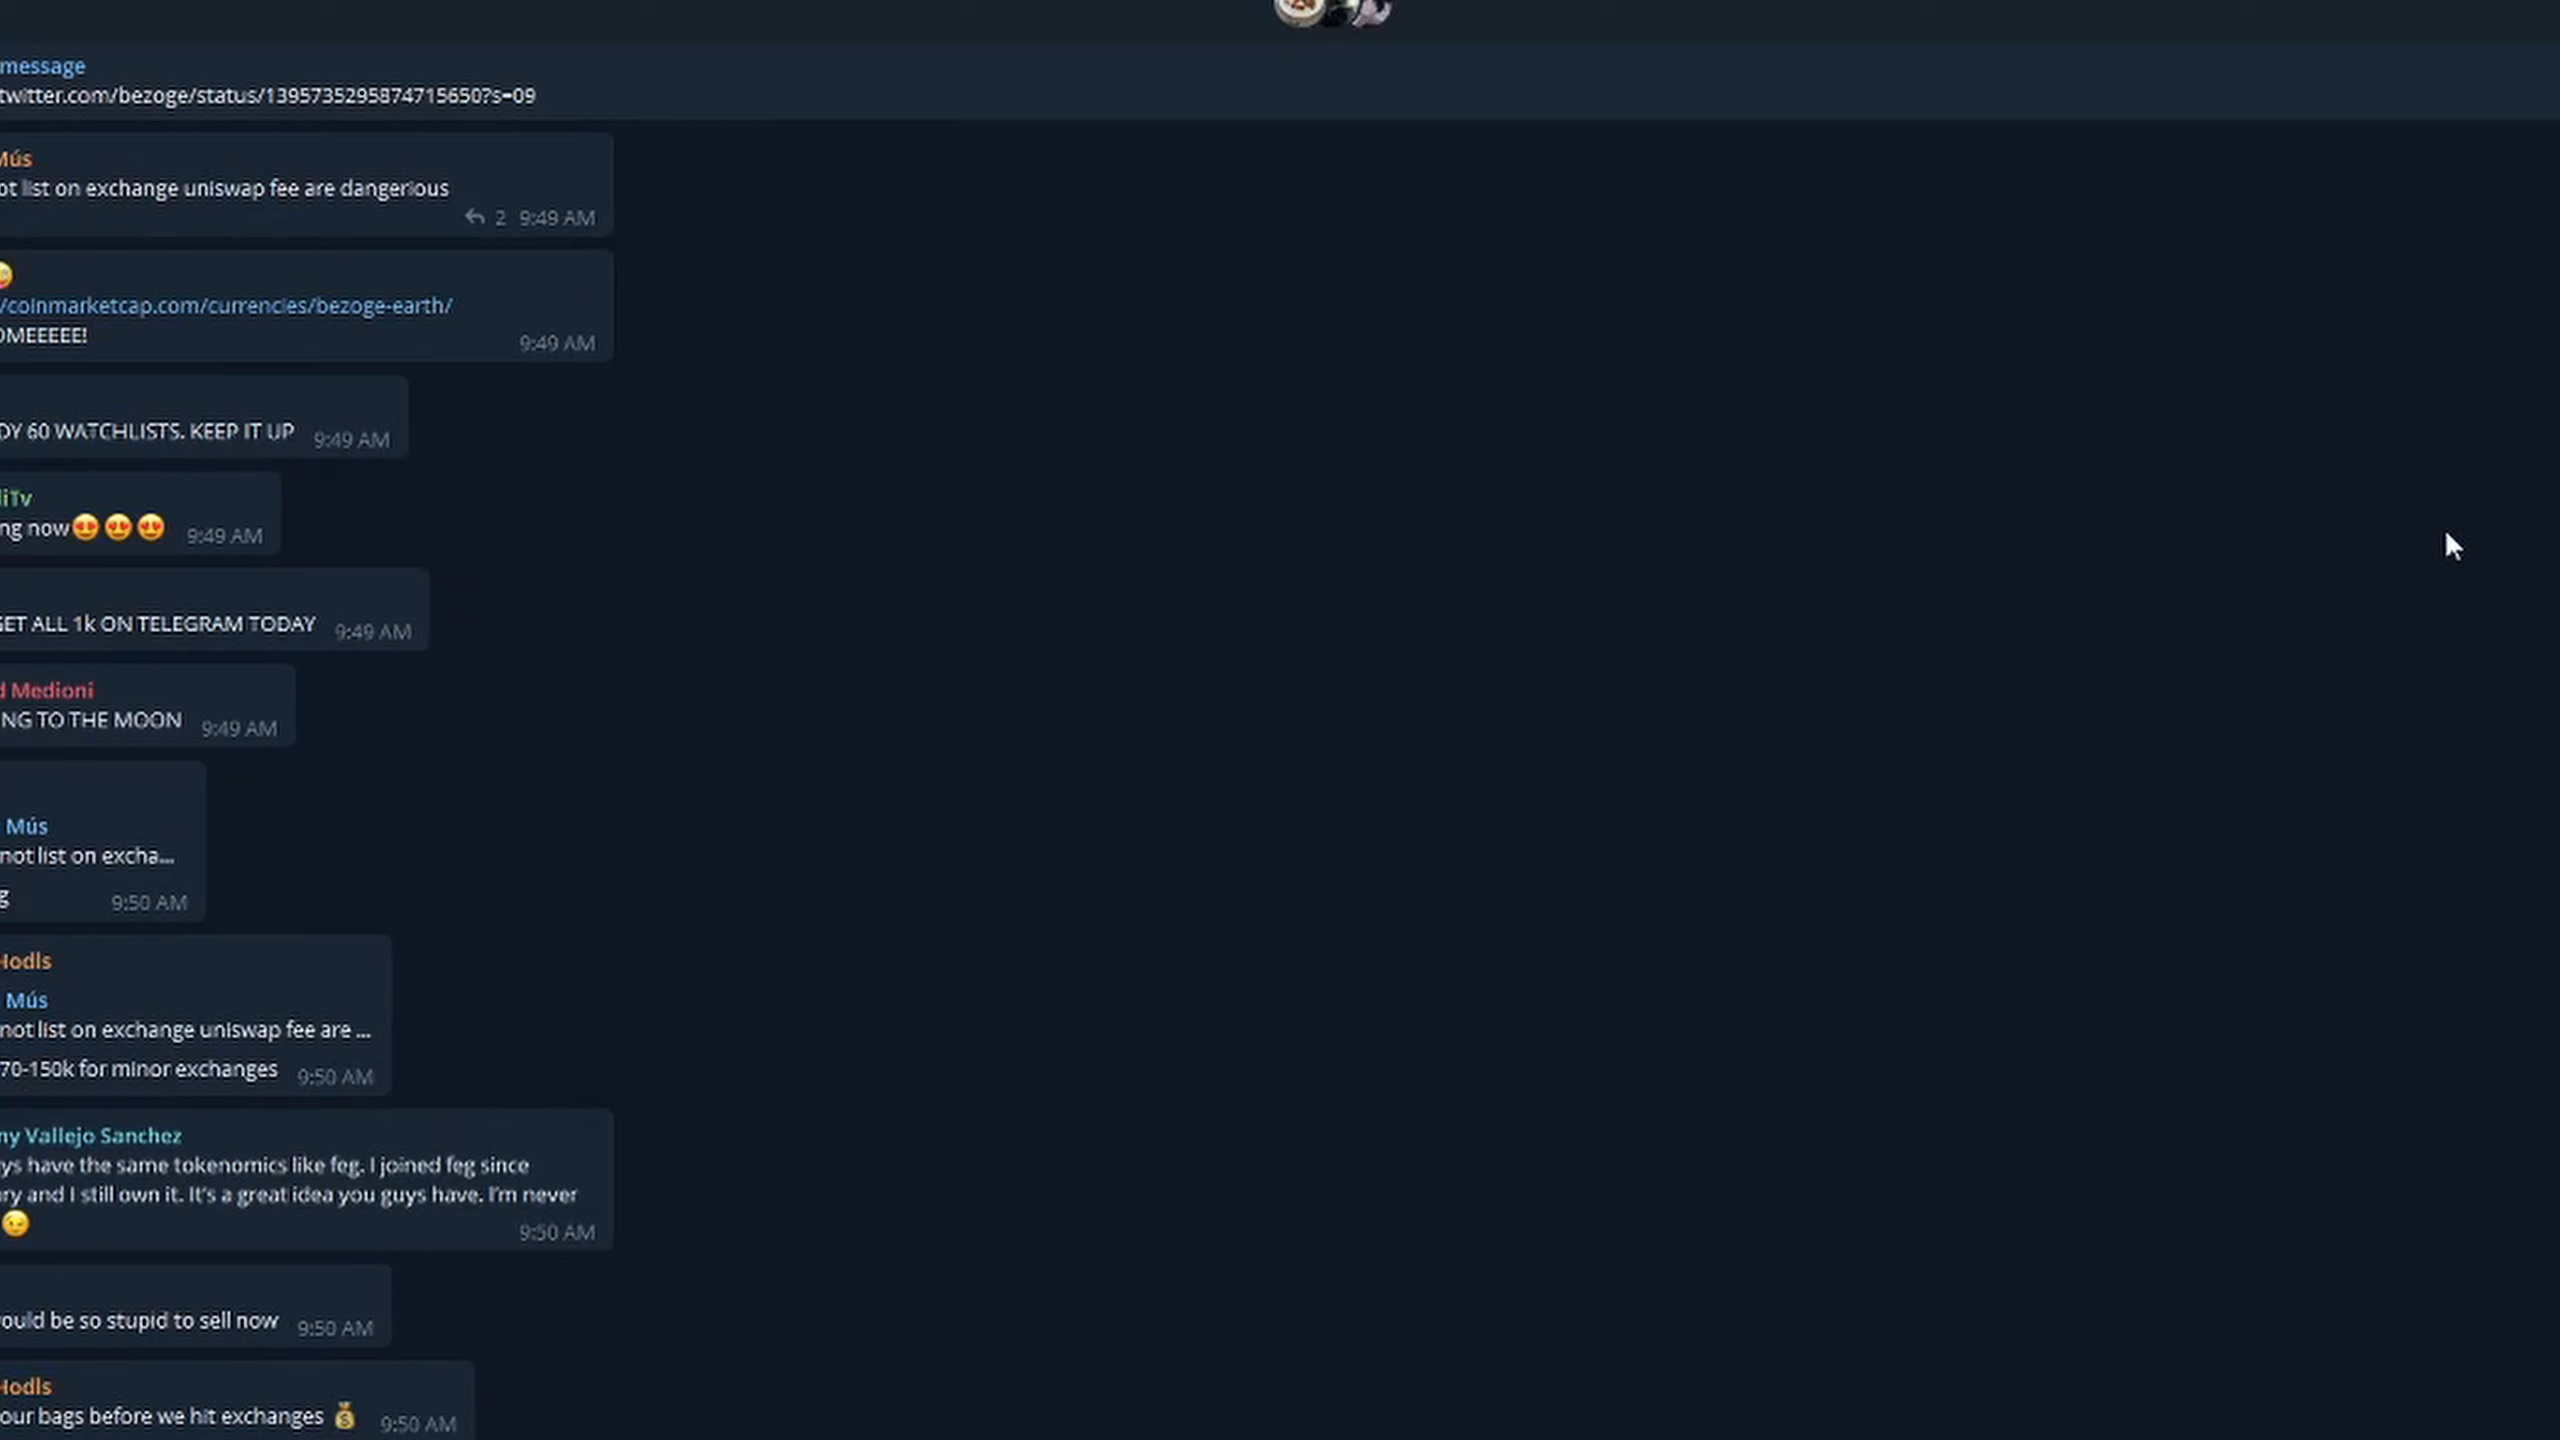 message
twitter.com/bezoge/status/1395735295874715650?s=09
Mús
ot list on exchange uniswap fee are dangerious
2 9:49 AM
/coinmarketcap.com/currencies/bezoge-earth/
OMEEEEE!
9:49 AM
DY 60 WATCHLISTS. KEEP IT UP 9:49 AM
liTv
ng now😍😍😍 9:49 AM
GET ALL 1k ON TELEGRAM TODAY 9:49 AM
d Medioni
NG TO THE MOON 9:49 AM
Mús
not list on excha...
g 9:50 AM
Hodls
Mús
not list on exchange uniswap fee are ...
70-150k for minor exchanges 9:50 AM
ny Vallejo Sanchez
ys have the same tokenomics like feg. I joined feg since
ary and I still own it. It's a great idea you guys have. I'm never
😉 9:50 AM
ould be so stupid to sell now 9:50 AM
Hodls
our bags before we hit exchanges 💰 9:50 AM